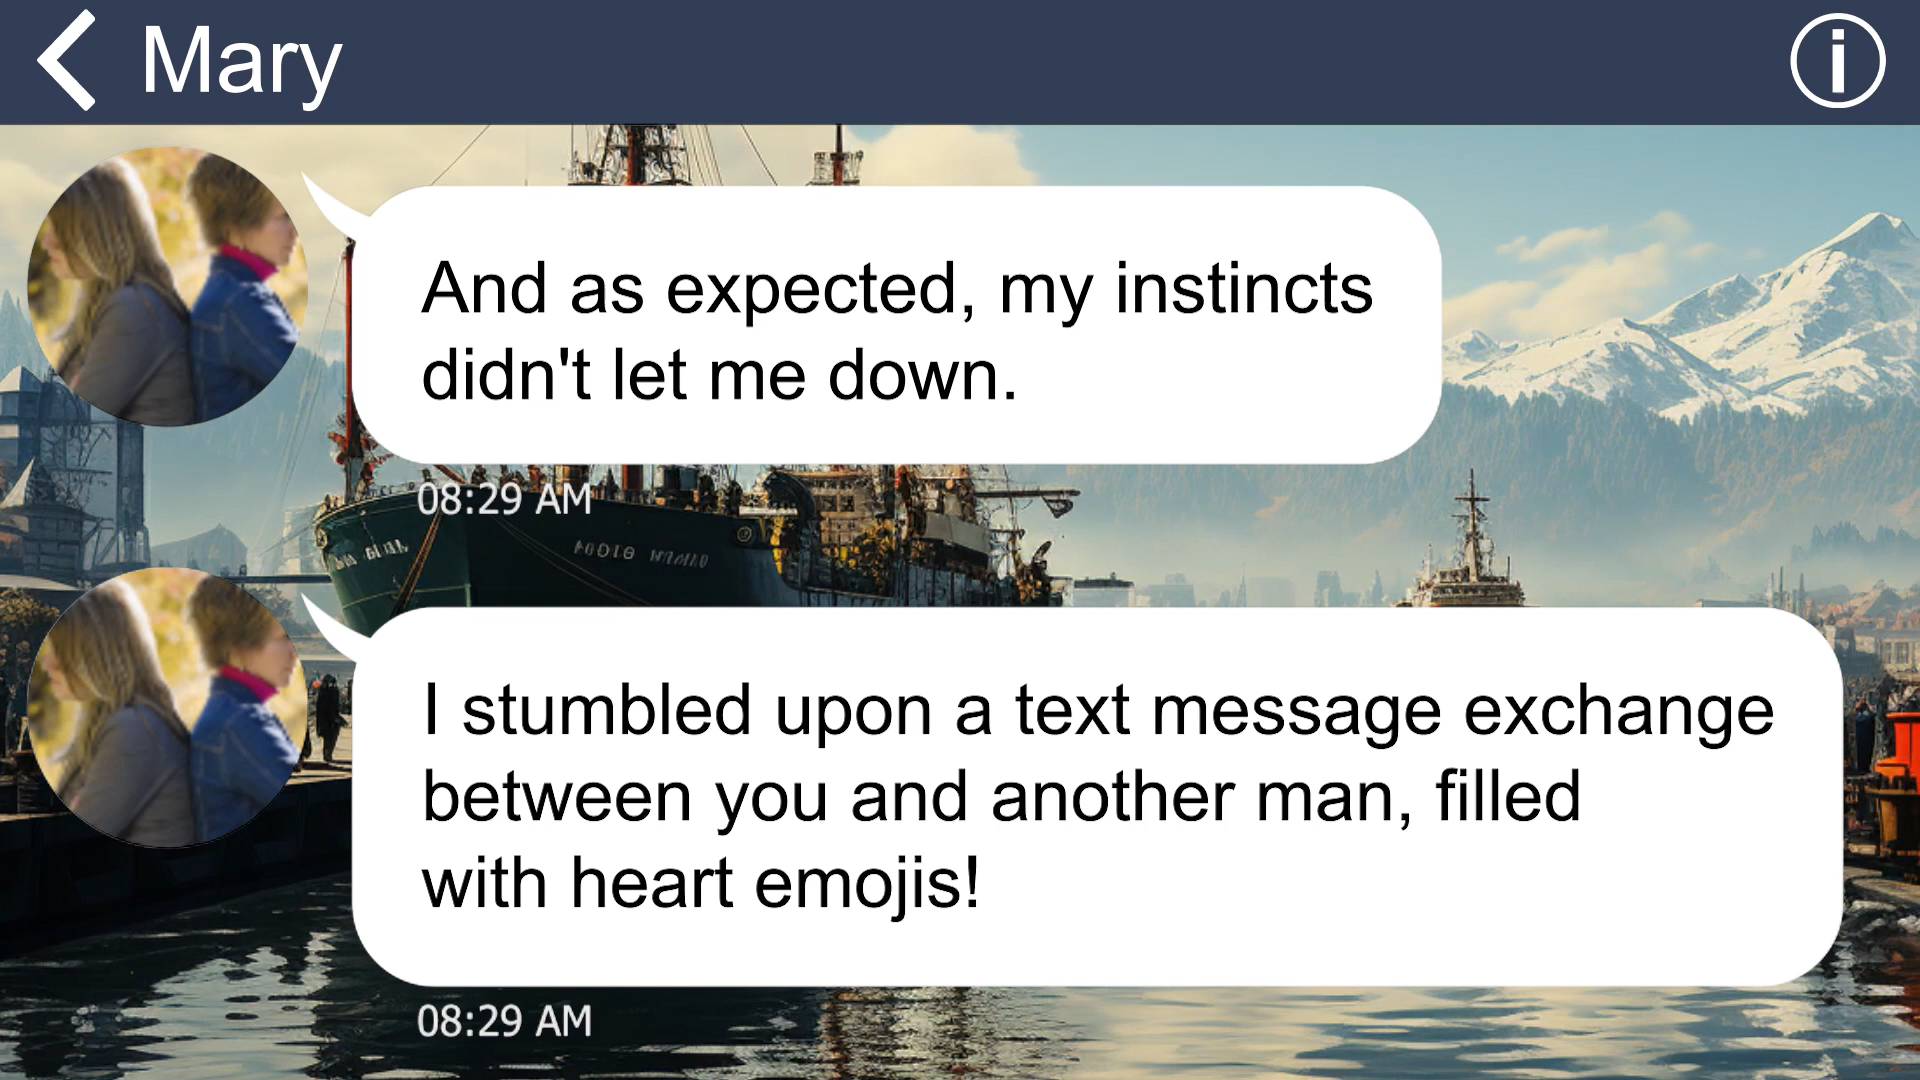 Mary
And as expected, my instincts
didn't let me down.
08:29 AM
I stumbled upon a text message exchange
between you and another man, filled
with heart emojis!
08:29 AM